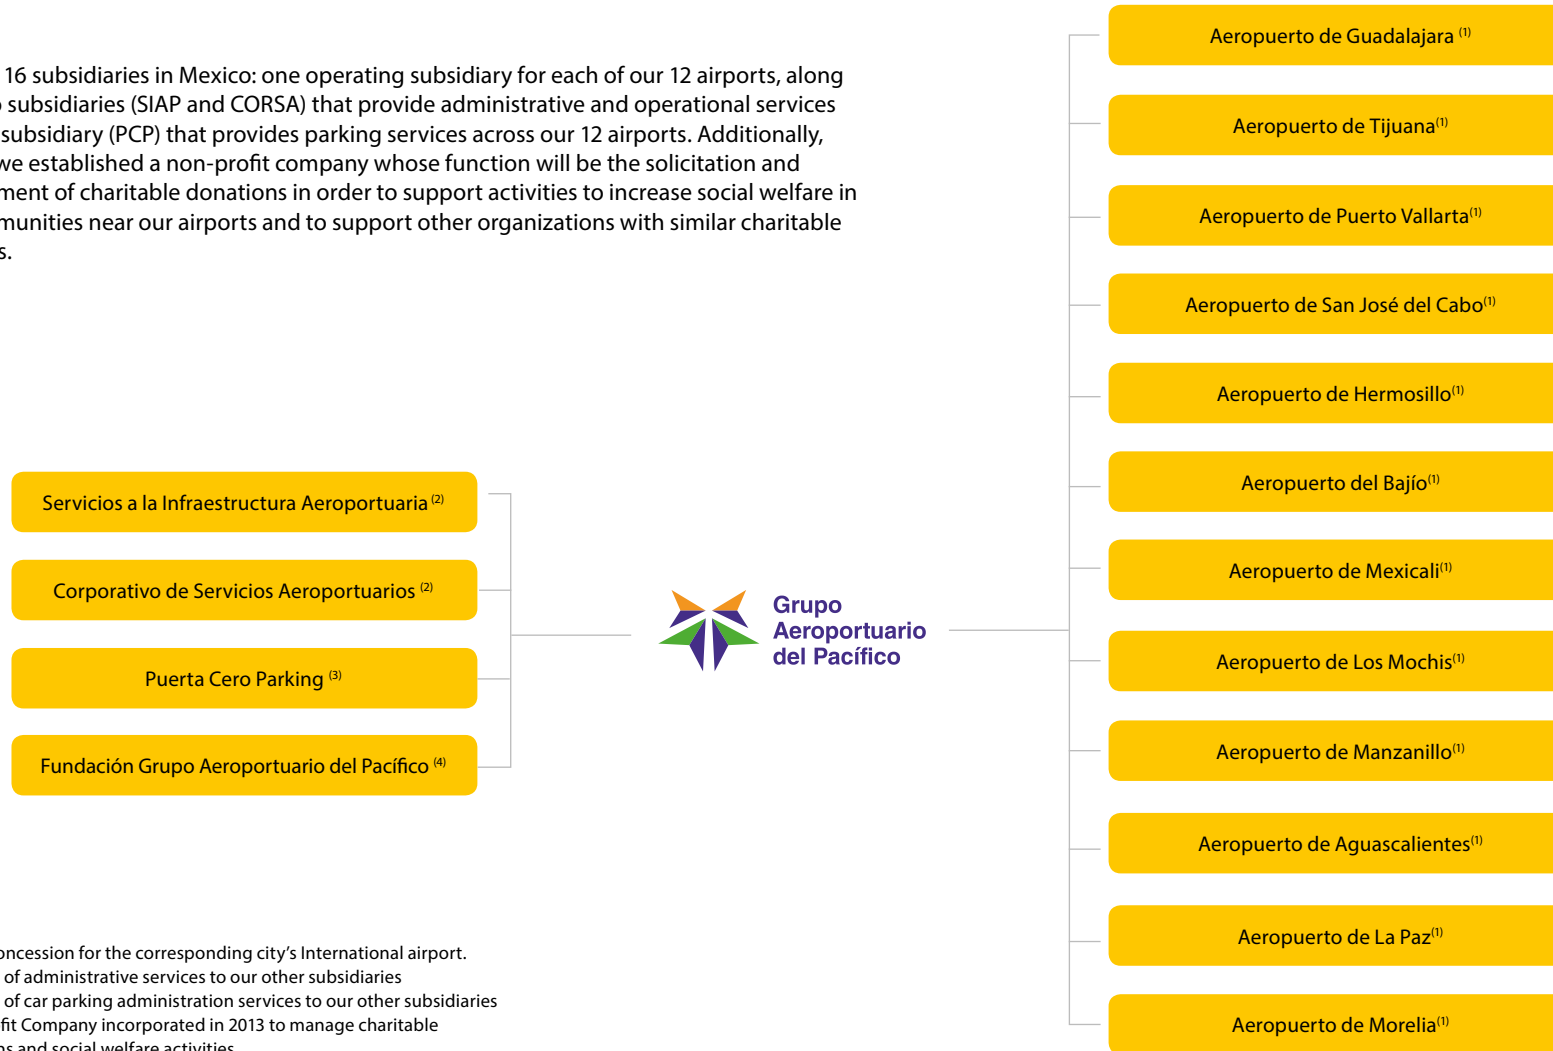 16 subsidiaries in Mexico: one operating subsidiary for each of our 12 airports, along
subsidiaries (SIAP and CORSA) that provide administrative and operational services
subsidiary (PCP) that provides parking services across our 12 airports. Additionally,
we established a non-profit company whose function will be the solicitation and
of charitable donations in order to support activities to increase social welfare in
near our airports and to support other organizations with similar charitable
Servicios a la Infraestructura Aeroportuaria (2)
Corporativo de Servicios Aeroportuarios (2)
Puerta Cero Parking (3)
Fundación Grupo Aeroportuario del Pacífico (4)
Grupo
Aeroportuario
del Pacífico
Aeropuerto de Guadalajara (1)
Aeropuerto de Tijuana(1)
Aeropuerto de Puerto Vallarta(1)
Aeropuerto de San José del Cabo(1)
Aeropuerto de Hermosillo(1)
Aeropuerto del Bajío(1)
Aeropuerto de Mexicali(1)
Aeropuerto de Los Mochis(1)
Aeropuerto de Manzanillo(1)
Aeropuerto de Aguascalientes(1)
Aeropuerto de La Paz(1)
Aeropuerto de Morelia(1)
for the corresponding city's International airport.
of administrative services to our other subsidiaries
of car parking administration services to our other subsidiaries
Company incorporated in 2013 to manage charitable
and social welfare activities